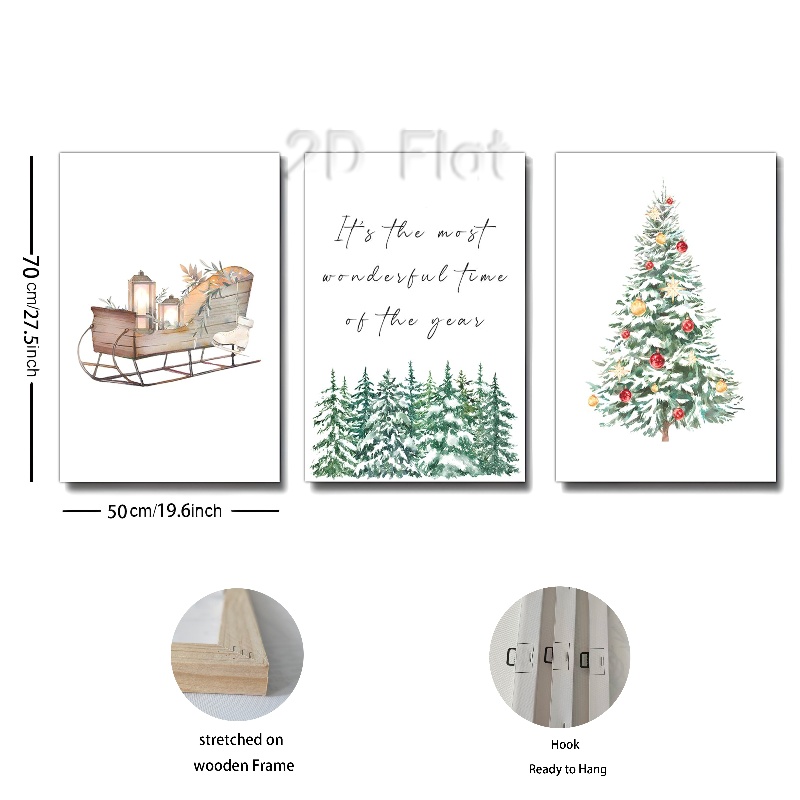 2D Flat
It's the most
wonderful time
of the year
70 cm/27.5inch
50cm/19.6inch
stretched on
wooden Frame
Hook
Ready to Hang